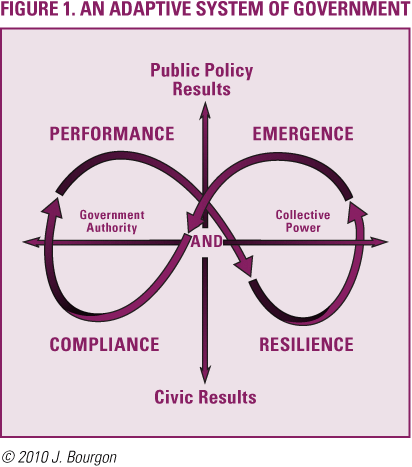 FIGURE 1. AN ADAPTIVE SYSTEM OF GOVERNMENT
Public Policy
Results
PERFORMANCE
EMERGENCE
Government
Authority
Collective
Power
AND
COMPLIANCE
RESILIENCE
Civic Results
© 2010 J. Bourgon